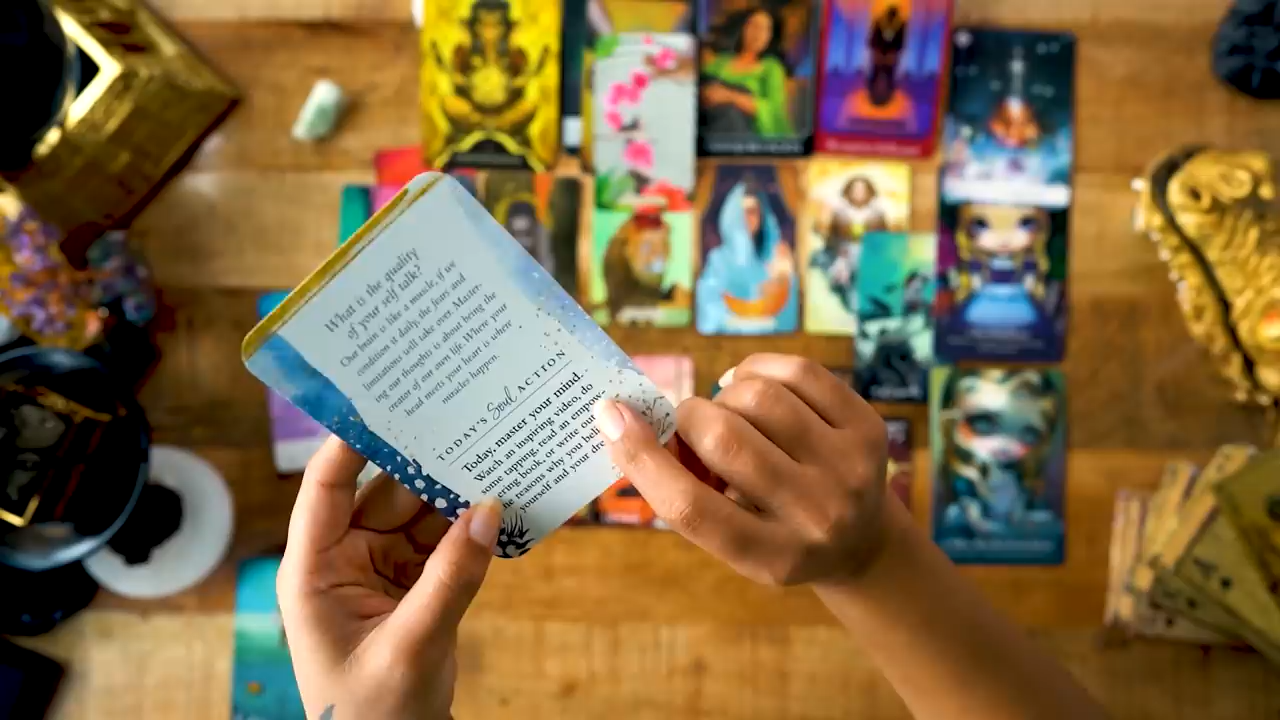 What is the quality
of your self talk?
Our brain is like a muscle, if we
condition it daily, the fears and
limitations will take over. Master-
ing our thoughts is about being the
creator of our own life. Where your
head meets your heart is where
miracles happen.
TODAY'S Soul ACTION
Today, master your mind.
Watch an inspiring video, do
some tapping, read an empow-
ering book, or write out
the reasons why you
yourself and your